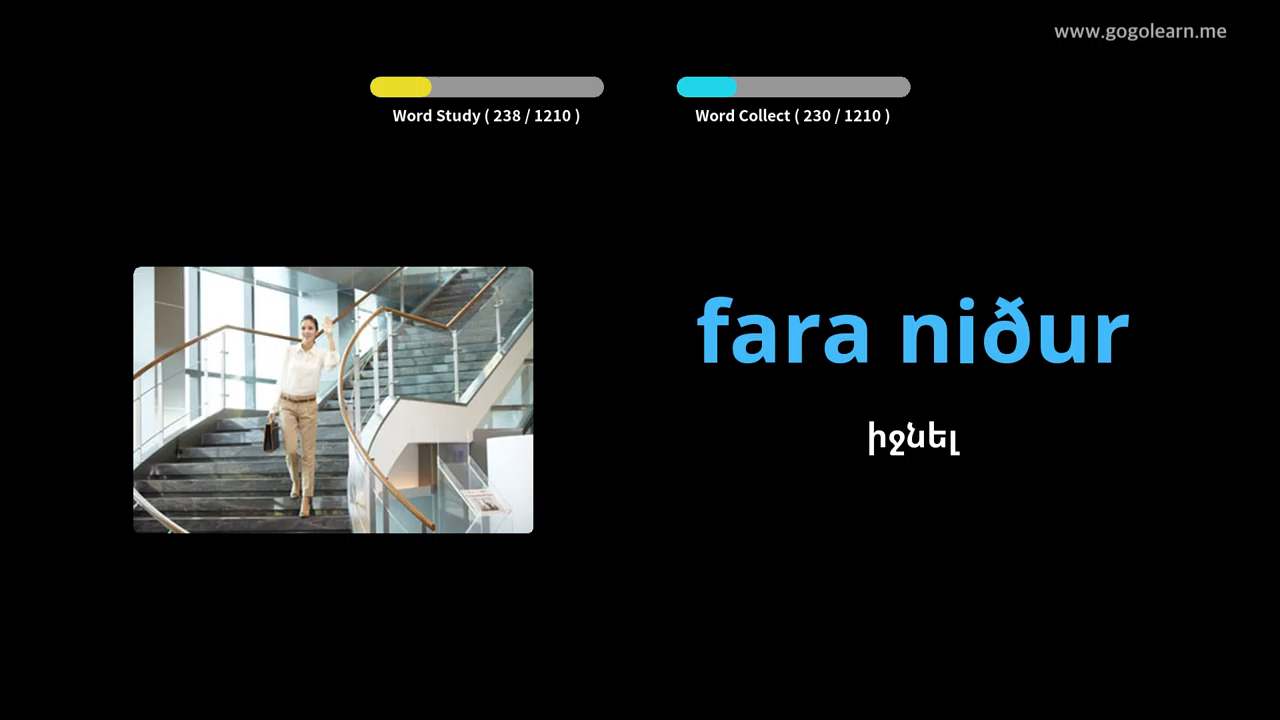 www.gogolearn.me
Word Study ( 238 / 1210 )
Word Collect ( 230 / 1210 )
fara niður
իջնել